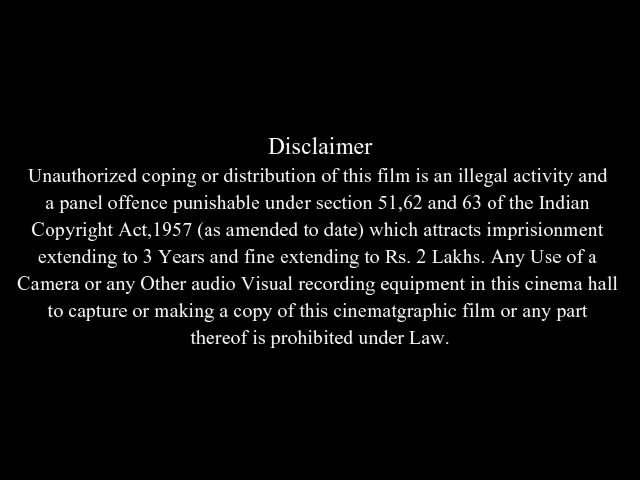 Disclaimer
Unauthorized coping or distribution of this film is an illegal activity and
a panel offence punishable under section 51,62 and 63 of the Indian
Copyright Act,1957 (as amended to date) which attracts imprisionment
extending to 3 Years and fine extending to Rs. 2 Lakhs. Any Use of a
Camera or any Other audio Visual recording equipment in this cinema hall
to capture or making a copy of this cinematgraphic film or any part
thereof is prohibited under Law.